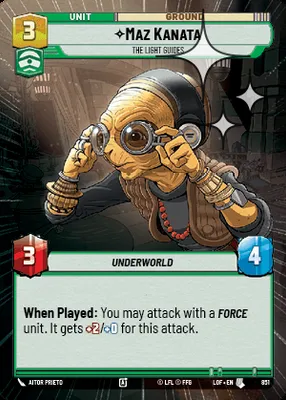 UNIT
GROUND
3
MAZ KANATA
THE LIGHT GUIDES
UNDERWORLD
3
4
When Played: You may attack with a FORCE
unit. It gets +2/+0 for this attack.
AITOR PRIETO
© LFL © FFG
LOF • EN
851